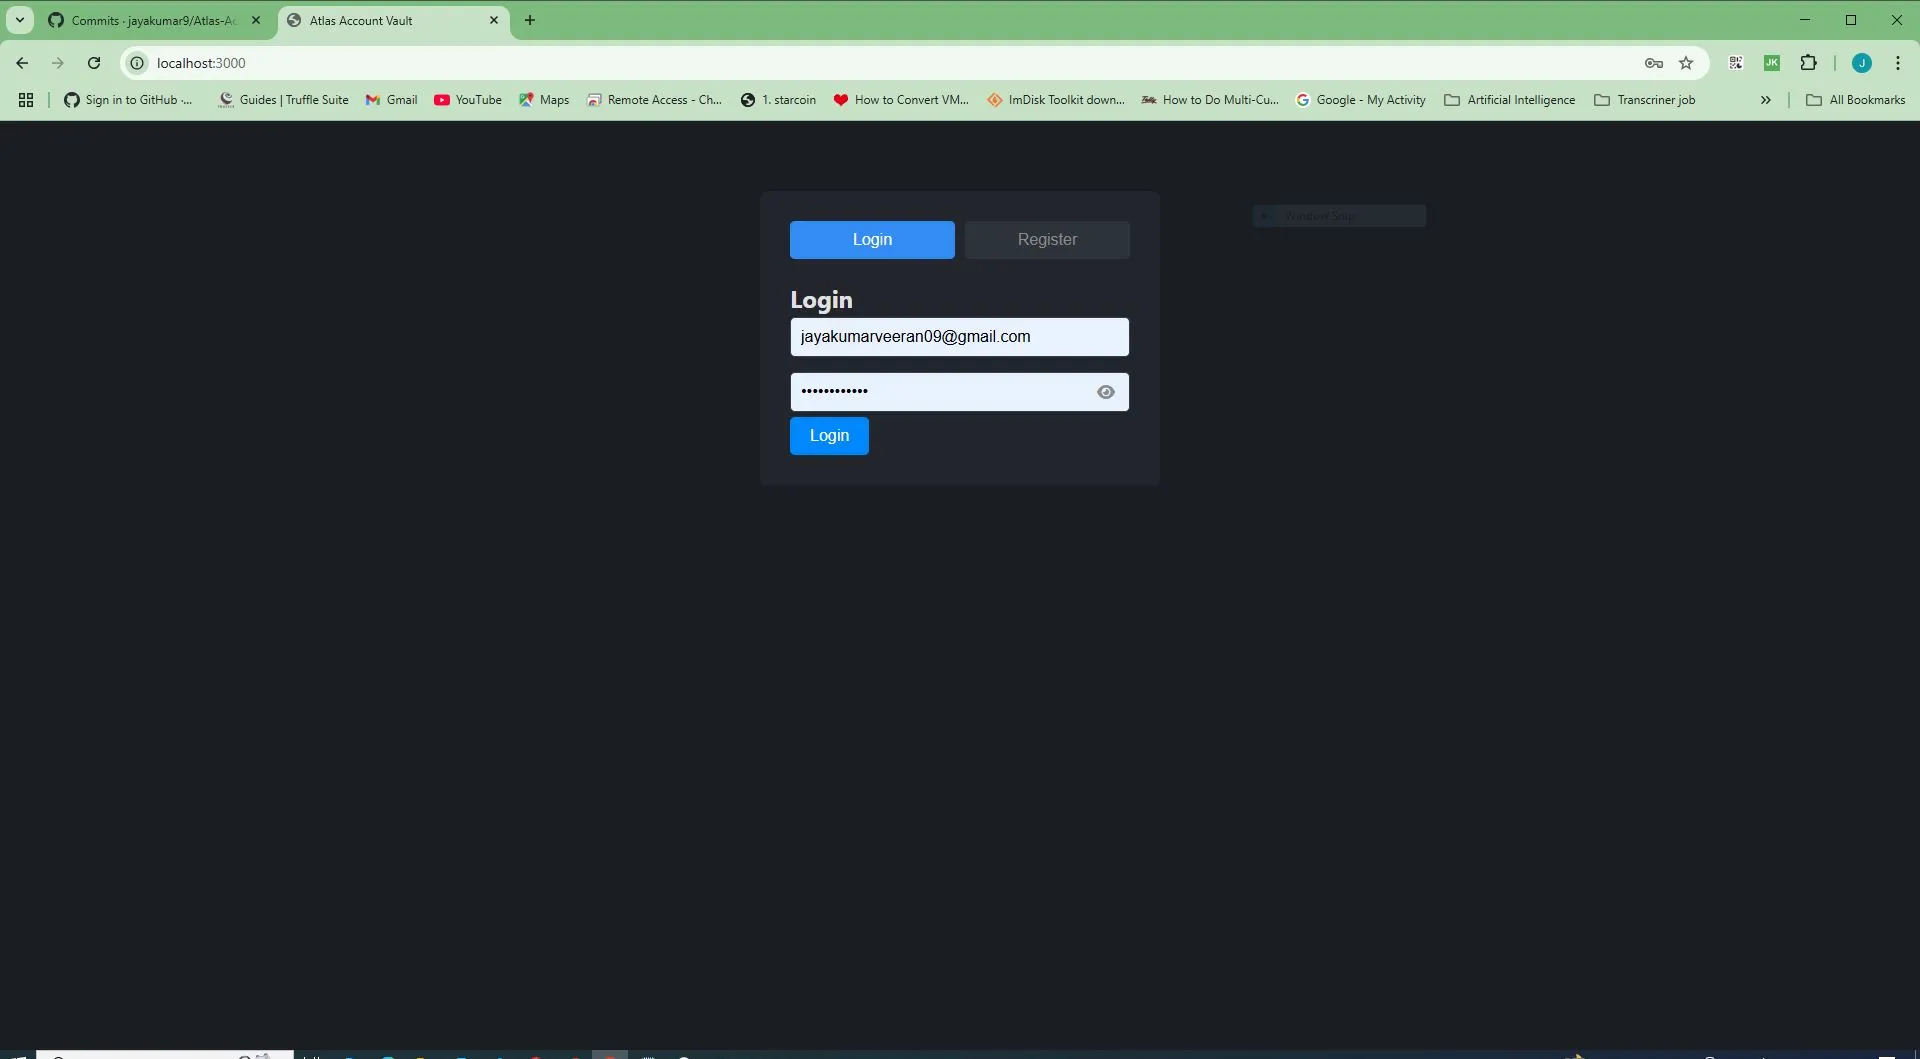 Commits · jayakumar9/Atlas-Ac
Atlas Account Vault
localhost:3000
JK
J
Sign in to GitHub ·...
Guides | Truffle Suite
Gmail
YouTube
Maps
Remote Access - Ch...
1. starcoin
How to Convert VM...
ImDisk Toolkit down...
How to Do Multi-Cu...
Google - My Activity
Artificial Intelligence
Transcriner job
All Bookmarks
Login
Register
Window Snip
Login
jayakumarveeran09@gmail.com
••••••••••••
Login